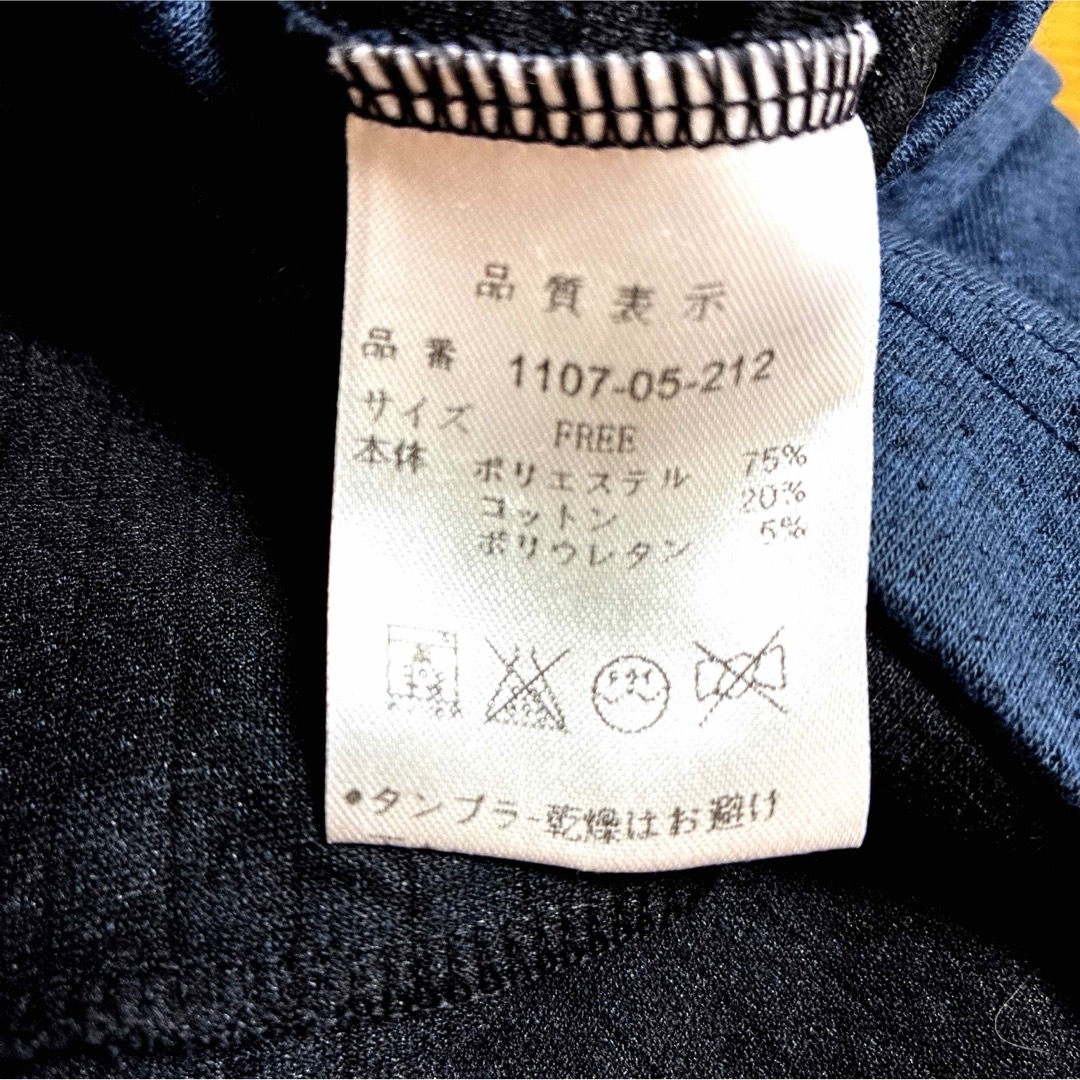 品質表示
品番 1107-05-212
サイズ FREE
本体 ポリエステル 75%
コットン 20%
ポリウレタン 5%
•タンブラー乾燥はお避け